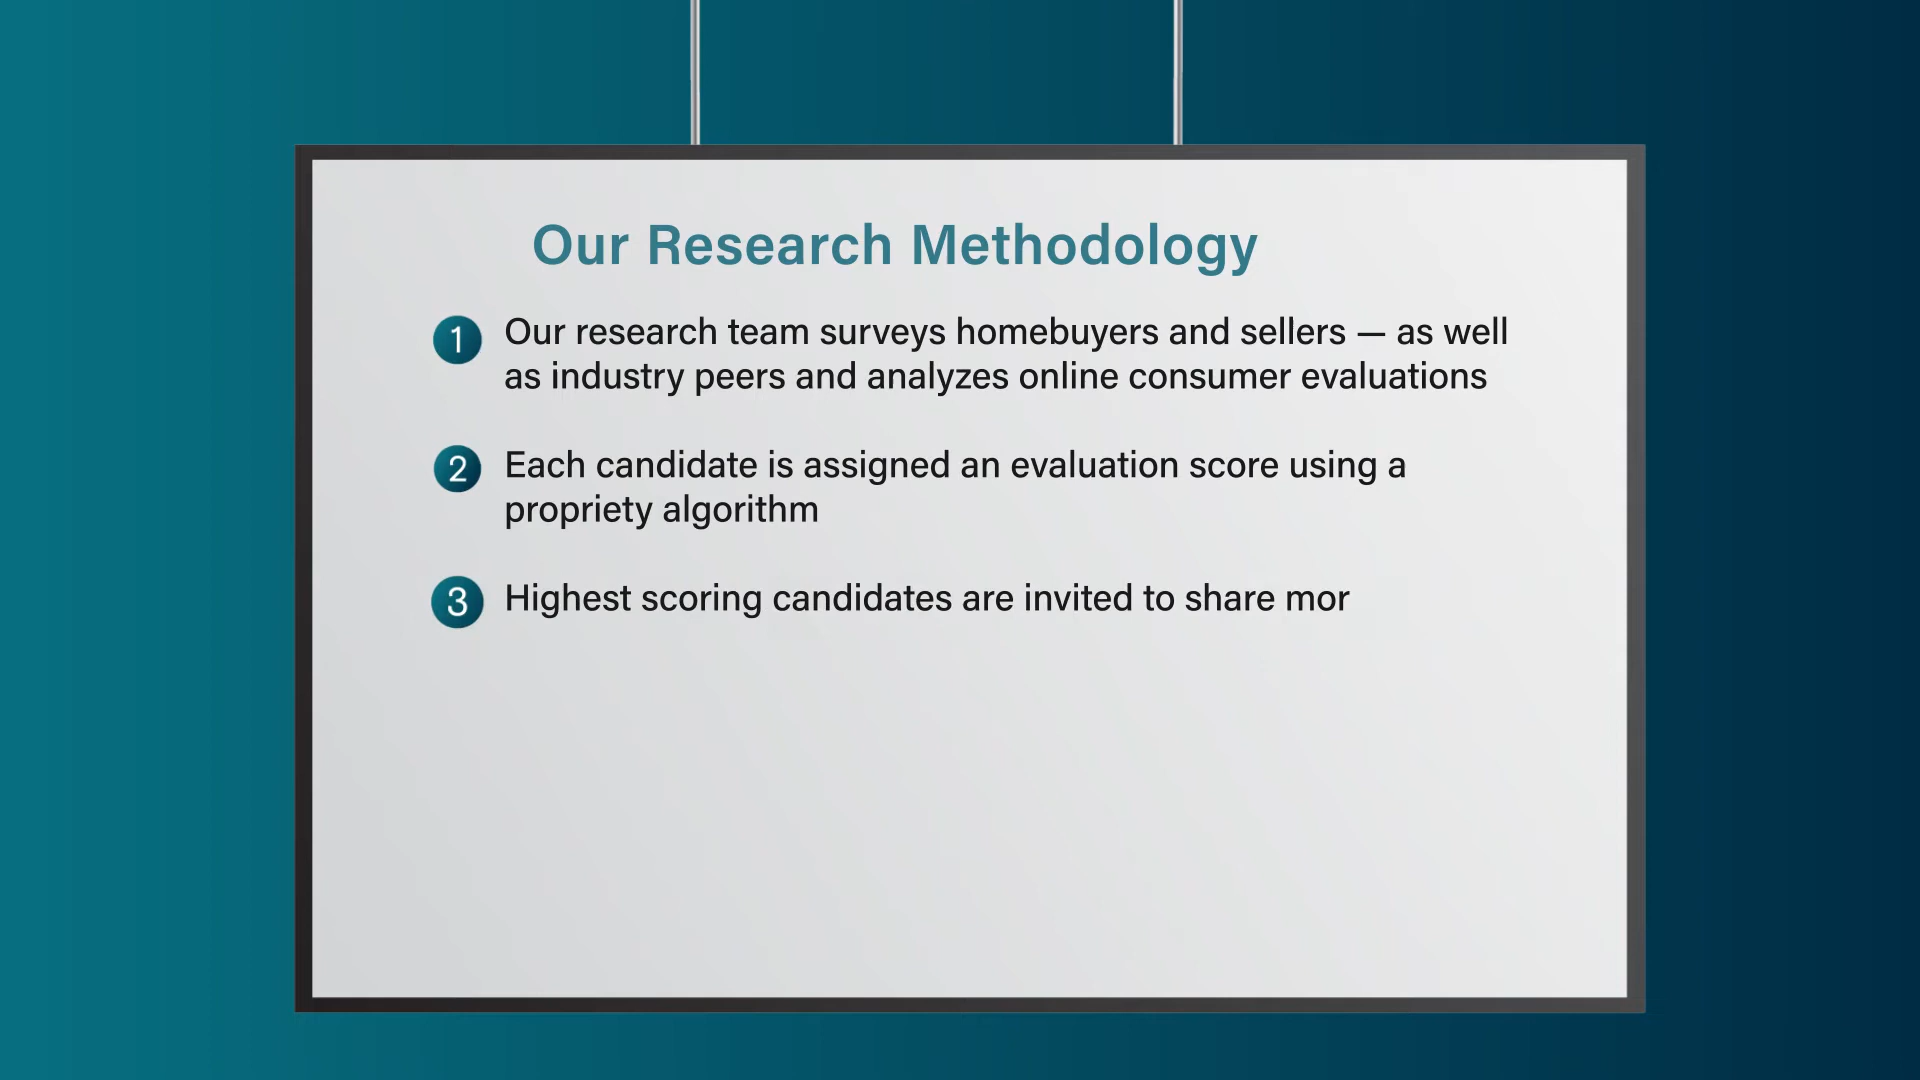 Our Research Methodology
1 Our research team surveys homebuyers and sellers — as well
as industry peers and analyzes online consumer evaluations
2 Each candidate is assigned an evaluation score using a
propriety algorithm
3 Highest scoring candidates are invited to share mor